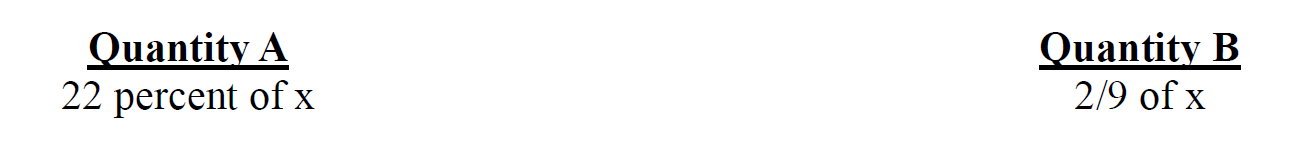 Quantity A Quantity B
22 percent of x 2/9 of x